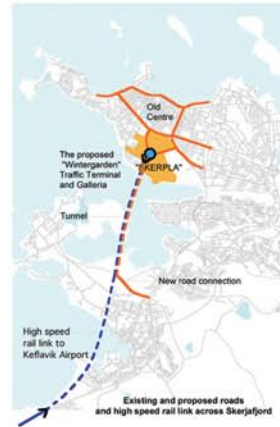 Old
Centre
The proposed
"Wintergarden"
Traffic Terminal
and Galleria
"EKERPLA"
Tunnel
New road connection
High speed
rail link to
Keflavik Airport
Existing and proposed roads
and high speed rail link across Skerjafjord